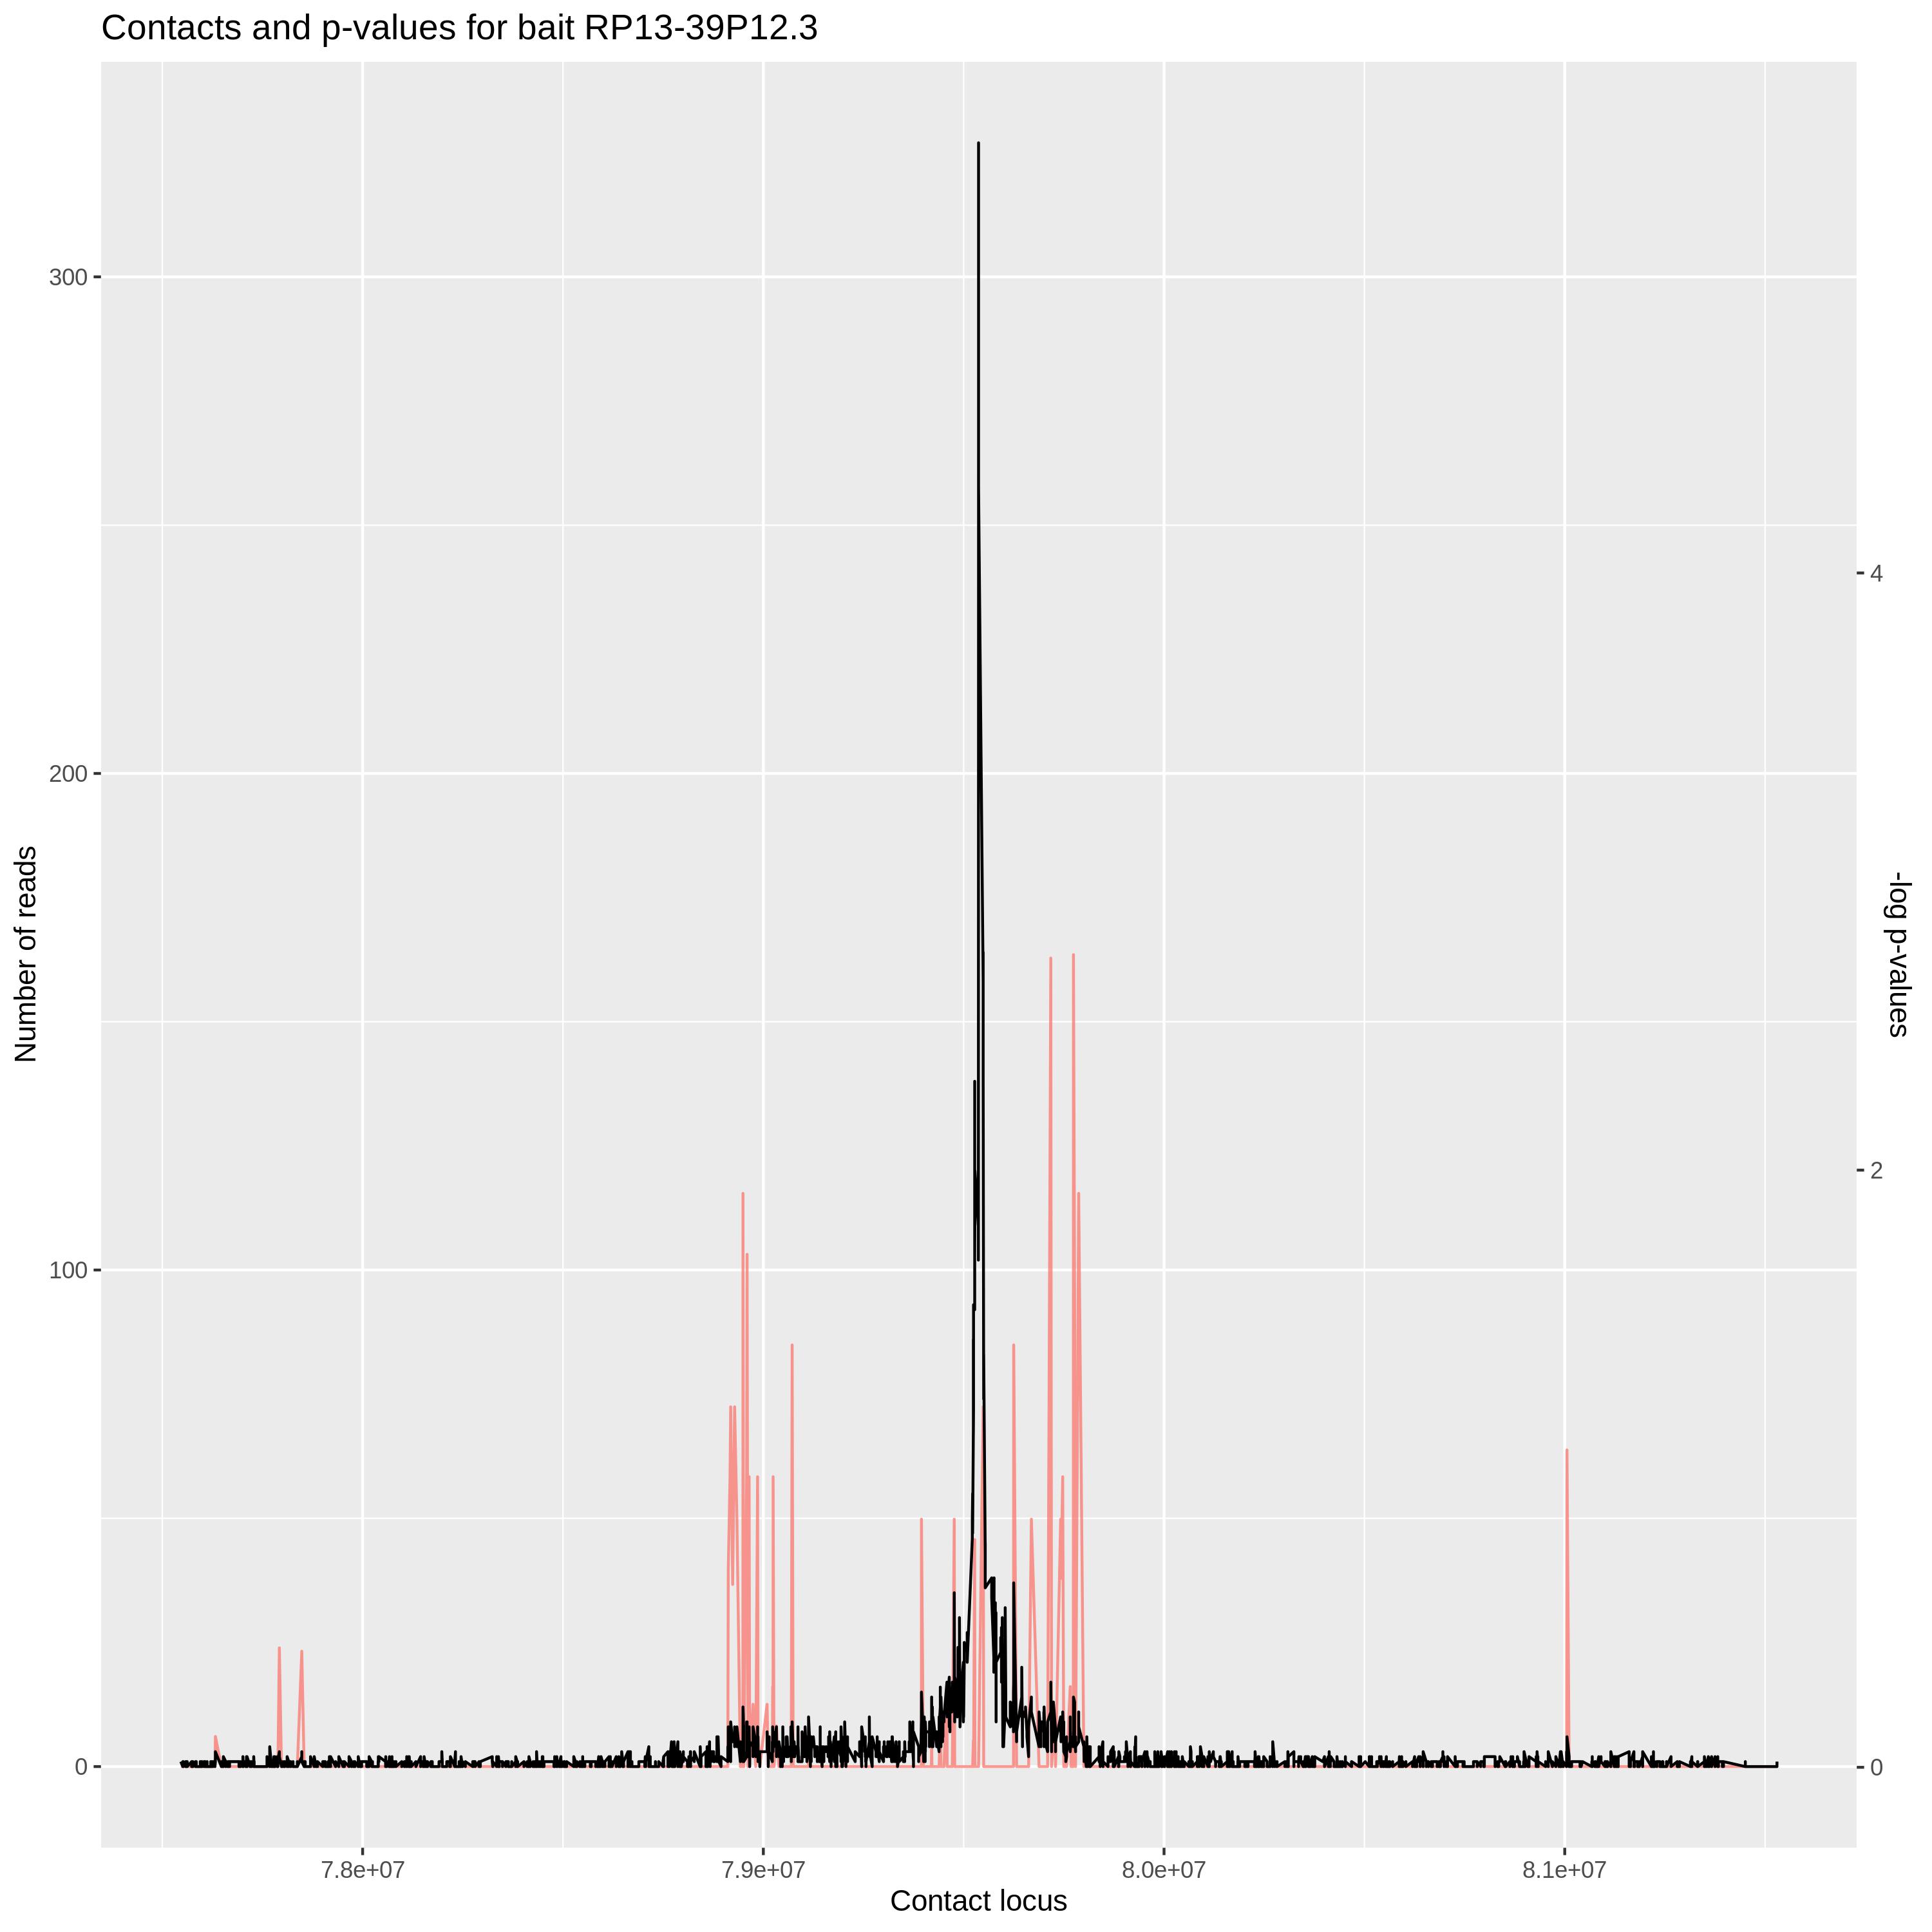 Contacts and p-values for bait RP13-39P12.3
300
200
100
0
Number of reads
4
2
0
-log p-values
7.8e+07
7.9e+07
8.0e+07
8.1e+07
Contact locus